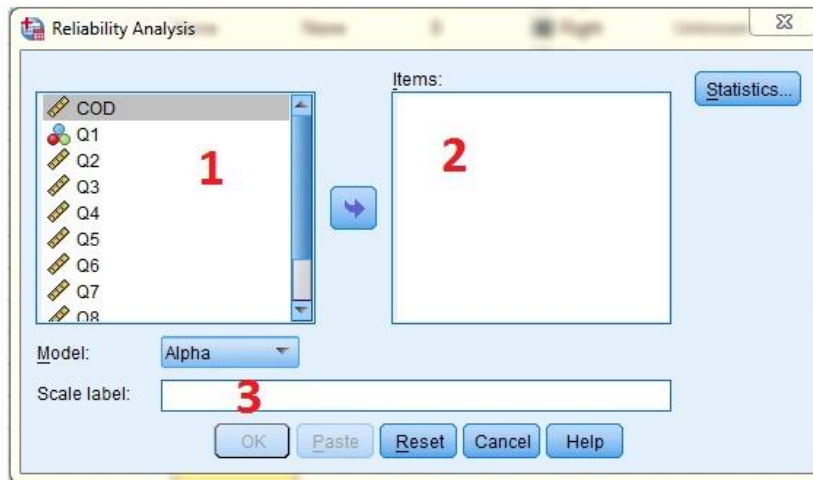 Reliability Analysis
Items:
Statistics...
COD
Q1
Q2
Q3
Q4
Q5
Q6
Q7
Q8
1
2
Model:
Alpha
Scale label:
3
OK
Paste
Reset
Cancel
Help